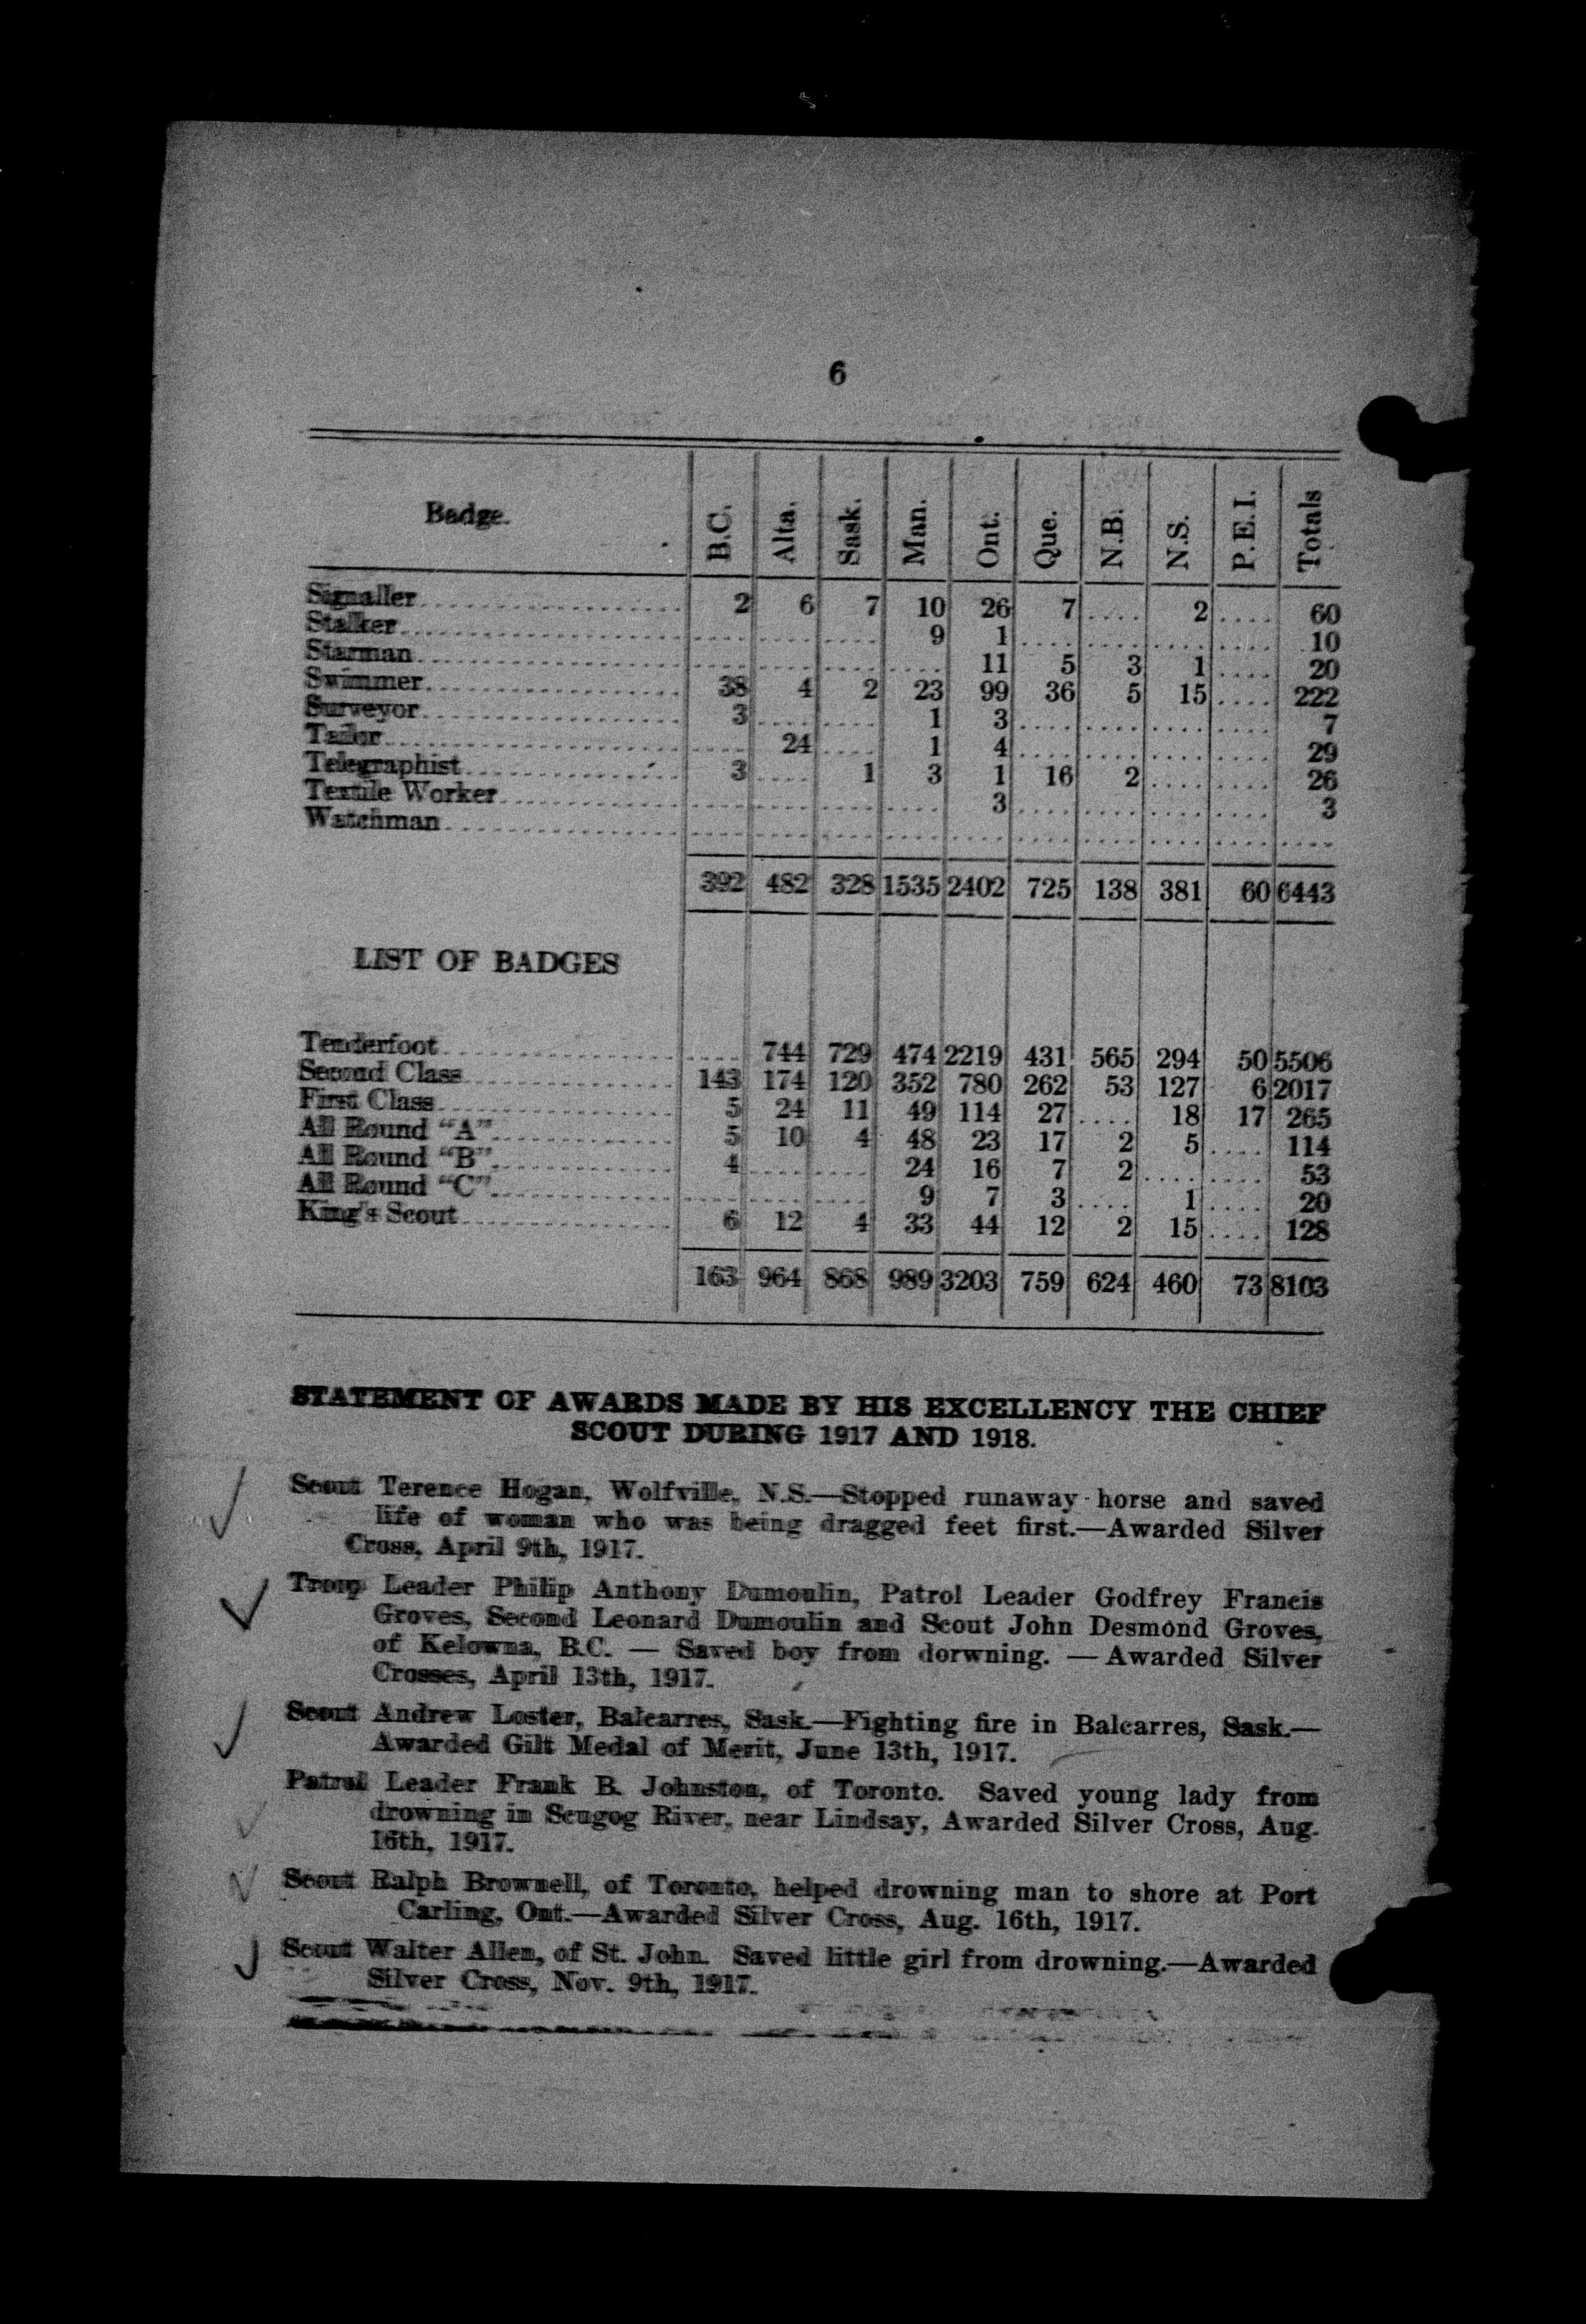 6
Badge. B.C. Alta. Sask. Man. Ont. Que. N.B. N.S. P.E.I. Totals
Signaller 2 6 7 10 26 7 .... 2 .... 60
Stalker .... .... .... 9 1 .... .... .... .... 10
Starman .... .... .... .... 11 5 3 1 .... 20
Swimmer 38 4 2 23 99 36 5 15 .... 222
Surveyor 3 .... .... 1 3 .... .... .... .... 7
Tailor .... 24 .... 1 4 .... .... .... .... 29
Telegraphist 3 .... 1 3 1 16 2 .... .... 26
Textile Worker .... .... .... .... 3 .... .... .... .... 3
Watchman .... .... .... .... .... .... .... .... .... ....
392 482 328 1535 2402 725 138 381 60 6443
LIST OF BADGES
Tenderfoot .... 744 729 474 2219 431 565 294 50 5506
Second Class 143 174 120 352 780 262 53 127 6 2017
First Class 5 24 11 49 114 27 .... 18 17 265
All Round "A" 5 10 4 48 23 17 2 5 .... 114
All Round "B" 4 .... .... 24 16 7 2 .... .... 53
All Round "C" .... .... .... 9 7 3 .... 1 .... 20
King's Scout 6 12 4 33 44 12 2 15 .... 128
163 964 868 989 3203 759 624 460 73 8103
STATEMENT OF AWARDS MADE BY HIS EXCELLENCY THE CHIEF
SCOUT DURING 1917 AND 1918.
Scout Terence Hogan, Wolfville, N.S.—Stopped runaway horse and saved
life of woman who was being dragged feet first.—Awarded Silver
Cross, April 9th, 1917.
Troop Leader Philip Anthony Dumoulin, Patrol Leader Godfrey Francis
Groves, Second Leonard Dumoulin and Scout John Desmond Groves,
of Kelowna, B.C. — Saved boy from dorwning. — Awarded Silver
Crosses, April 13th, 1917.
Scout Andrew Loster, Balcarres, Sask.—Fighting fire in Balcarres, Sask.—
Awarded Gilt Medal of Merit, June 13th, 1917.
Patrol Leader Frank B. Johnston, of Toronto. Saved young lady from
drowning in Scugog River, near Lindsay, Awarded Silver Cross, Aug.
16th, 1917.
Scout Ralph Brownell, of Toronto, helped drowning man to shore at Port
Carling, Ont.—Awarded Silver Cross, Aug. 16th, 1917.
Scout Walter Allen, of St. John. Saved little girl from drowning.—Awarded
Silver Cross, Nov. 9th, 1917.